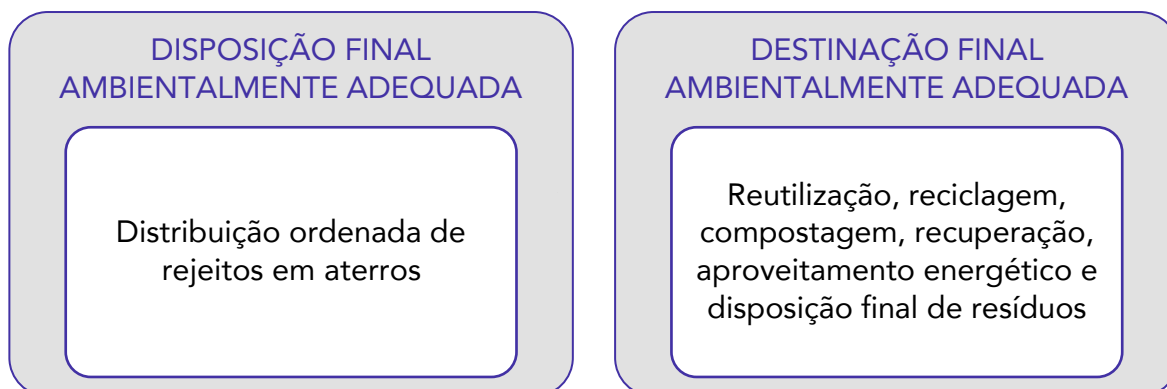 DISPOSIÇÃO FINAL
AMBIENTALMENTE ADEQUADA
Distribuição ordenada de
rejeitos em aterros
DESTINAÇÃO FINAL
AMBIENTALMENTE ADEQUADA
Reutilização, reciclagem,
compostagem, recuperação,
aproveitamento energético e
disposição final de resíduos